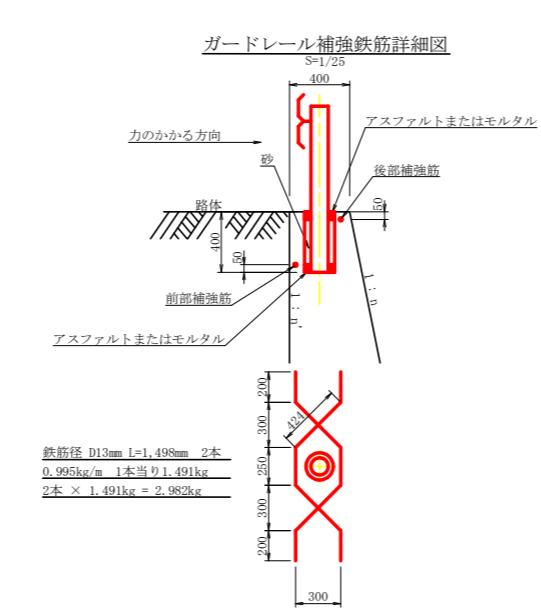 ガードレール補強鉄筋詳細図
S=1/25
400
アスファルトまたはモルタル
力のかかる方向
砂
後部補強筋
路体
50
400
50
前部補強筋
1:n'
1:n
アスファルトまたはモルタル
200
424
300
鉄筋径 D13mm L=1,498mm 2本
0.995kg/m 1本当り1.491kg
2本 × 1.491kg = 2.982kg
250
300
200
300